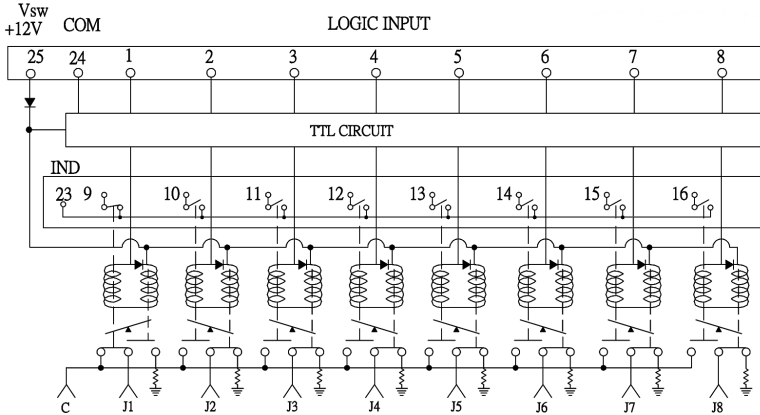 Vsw
+12V
COM
LOGIC INPUT
25 24 1 2 3 4 5 6 7 8
TTL CIRCUIT
IND
23 9 10 11 12 13 14 15 16
C J1 J2 J3 J4 J5 J6 J7 J8